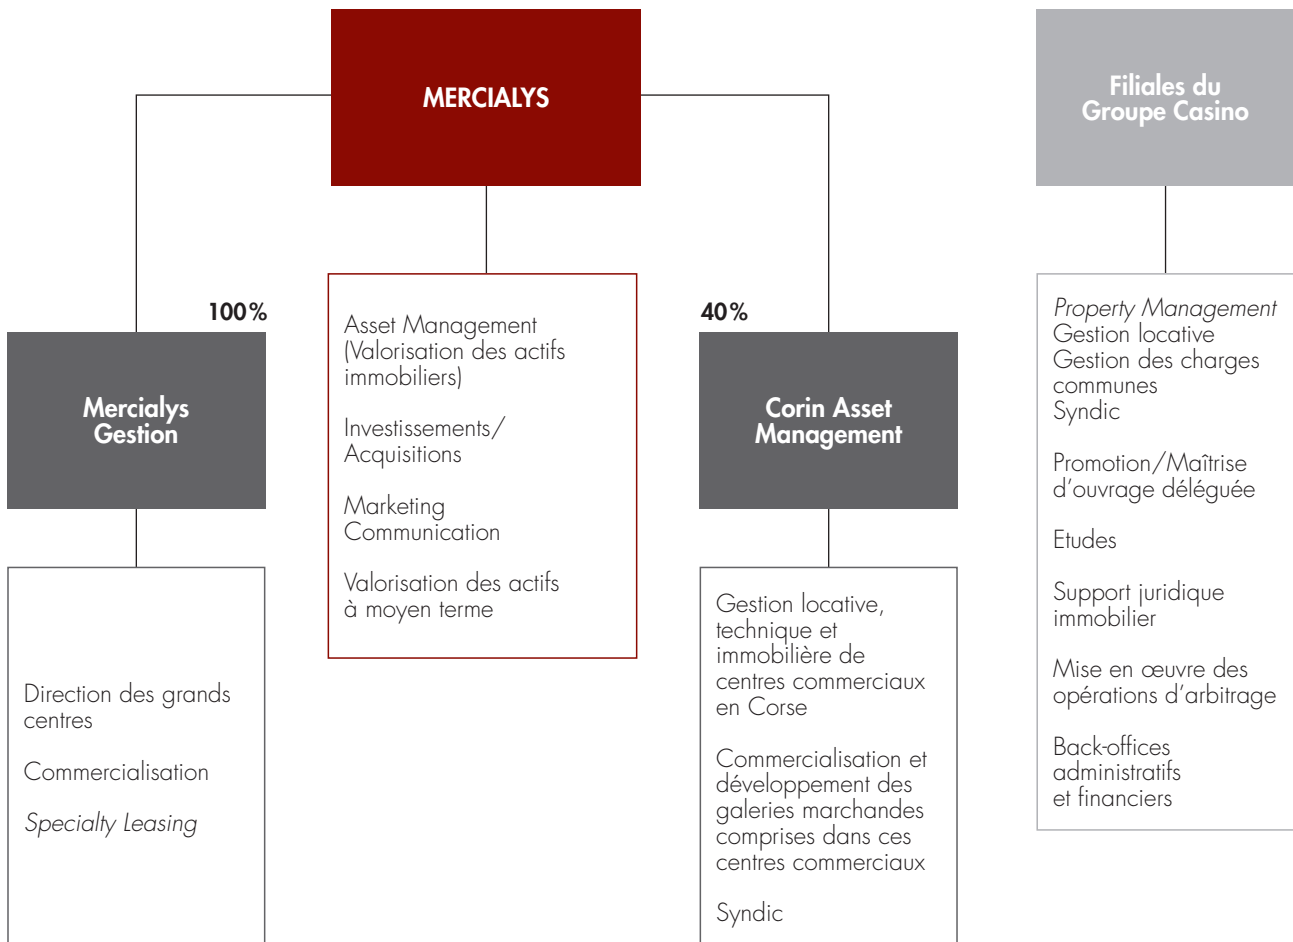 MERCIALYS
Filiales du
Groupe Casino
100%
40%
Mercialys
Gestion
Asset Management
(Valorisation des actifs
immobiliers)
Investissements/
Acquisitions
Marketing
Communication
Valorisation des actifs
à moyen terme
Corin Asset
Management
Property Management
Gestion locative
Gestion des charges
communes
Syndic
Promotion/Maîtrise
d'ouvrage déléguée
Etudes
Support juridique
immobilier
Mise en œuvre des
opérations d'arbitrage
Back-offices
administratifs
et financiers
Direction des grands
centres
Commercialisation
Specialty Leasing
Gestion locative,
technique et
immobilière de
centres commerciaux
en Corse
Commercialisation et
développement des
galeries marchandes
comprises dans ces
centres commerciaux
Syndic